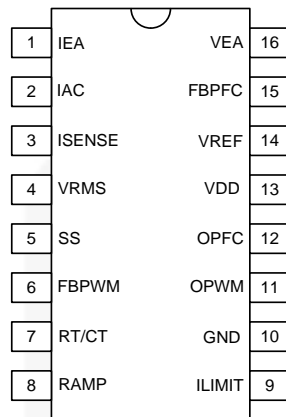 1 IEA VEA 16
2 IAC FBPFC 15
3 ISENSE VREF 14
4 VRMS VDD 13
5 SS OPFC 12
6 FBPWM OPWM 11
7 RT/CT GND 10
8 RAMP ILIMIT 9